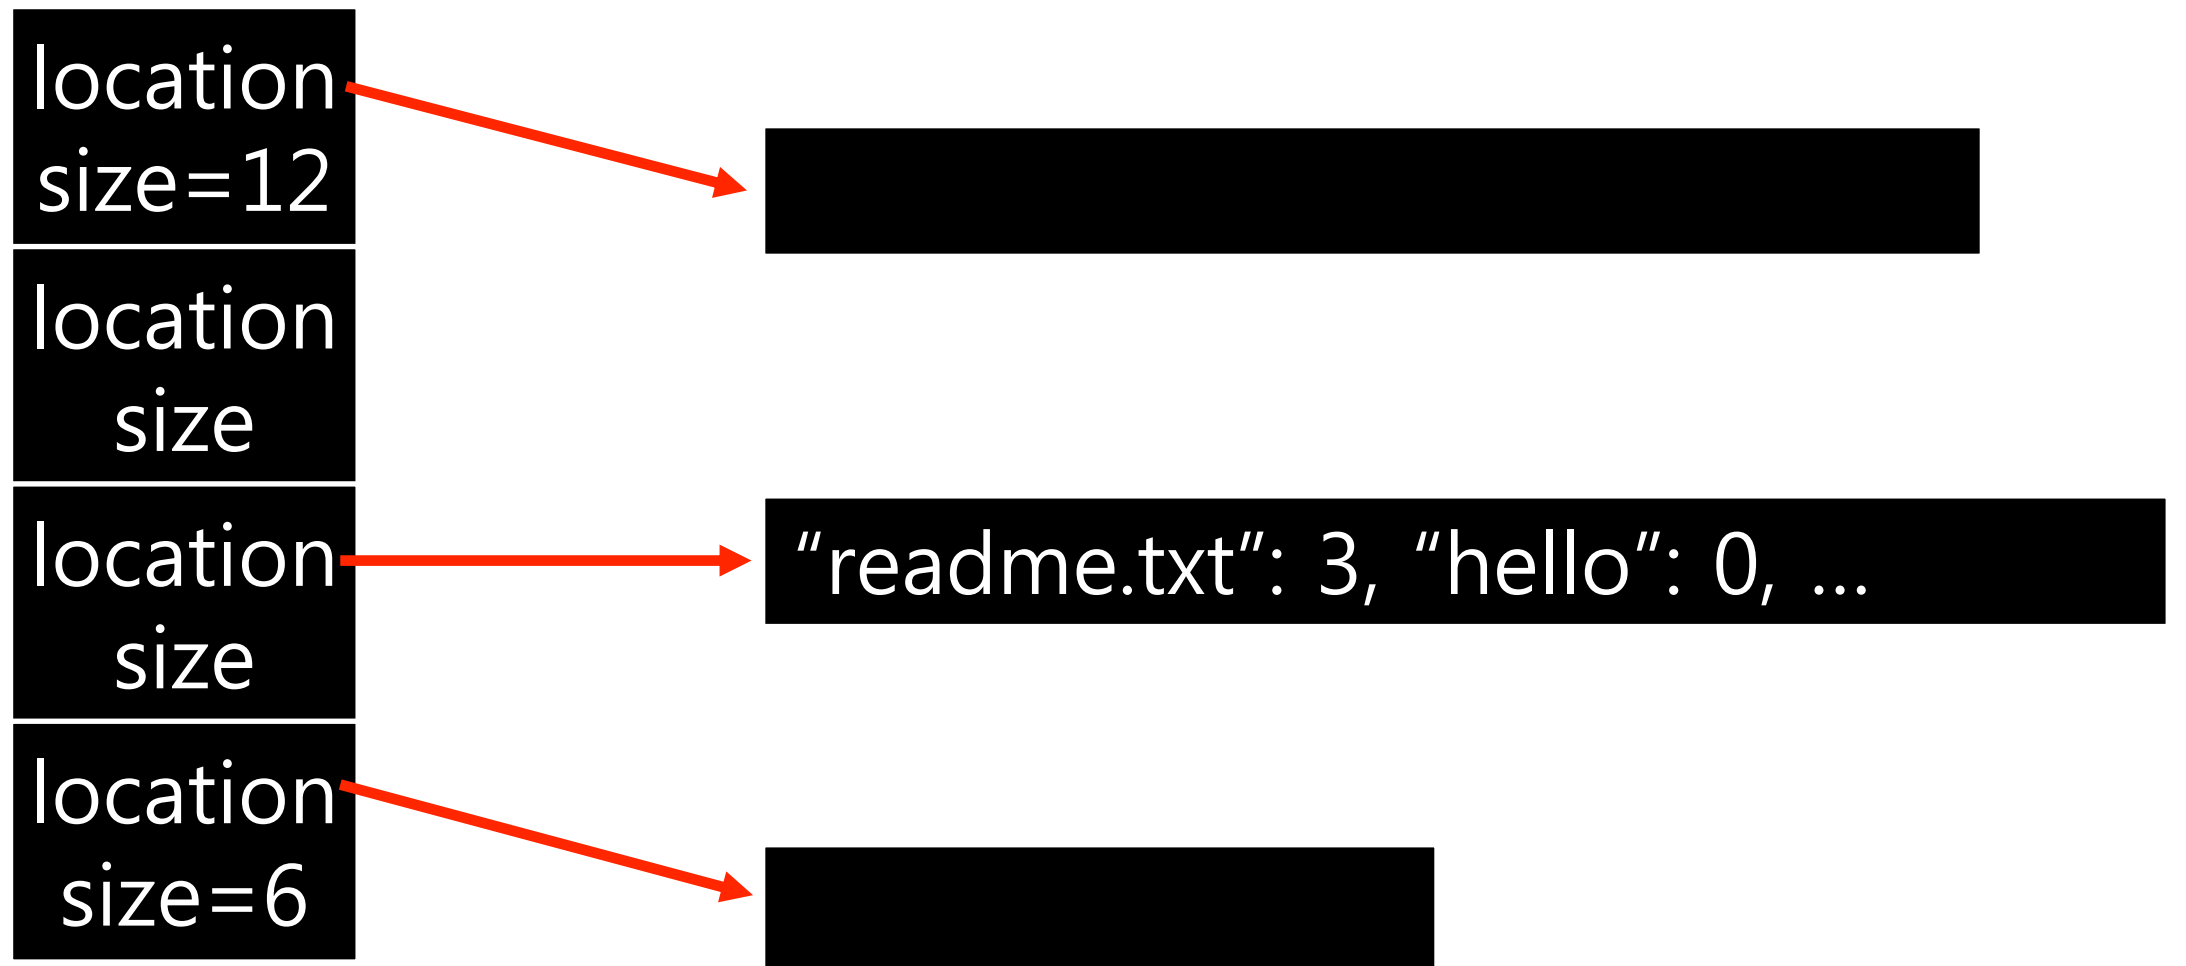 location
size=12
location
size
location
size
“readme.txt”: 3, “hello”: 0, …
location
size=6